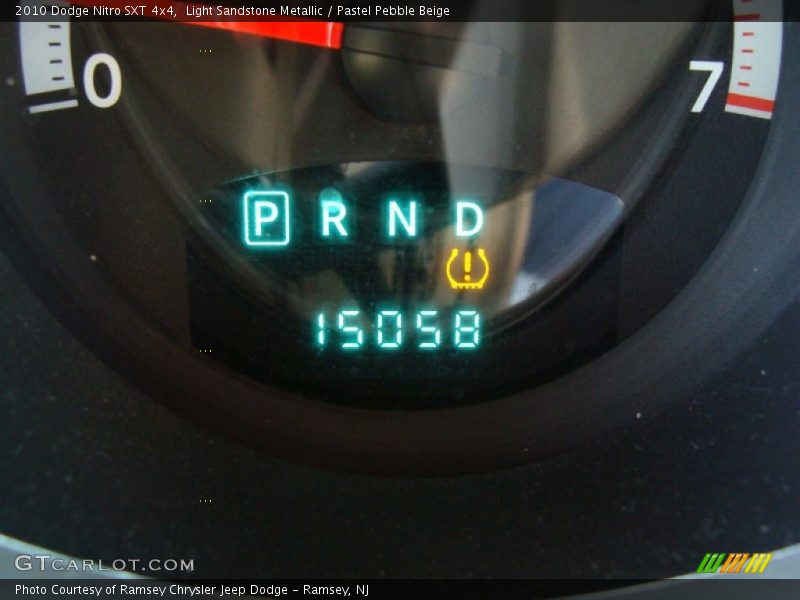 2010 Dodge Nitro SXT 4x4, Light Sandstone Metallic / Pastel Pebble Beige
0 7
P R N D
15058
GTCARLOT.COM
Photo Courtesy of Ramsey Chrysler Jeep Dodge - Ramsey, NJ